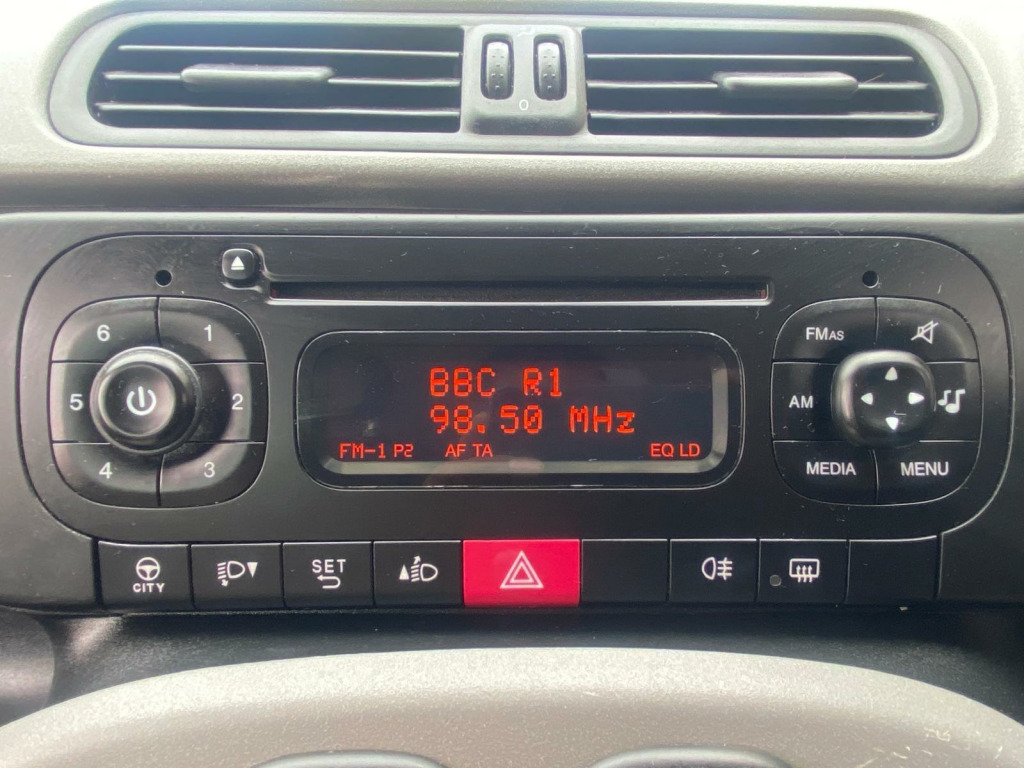 0
6 1
5 2
4 3
BBC R1
98.50 MHz
FM-1 P2 AF TA EQ LD
FMAS
AM
MEDIA MENU
CITY
SET